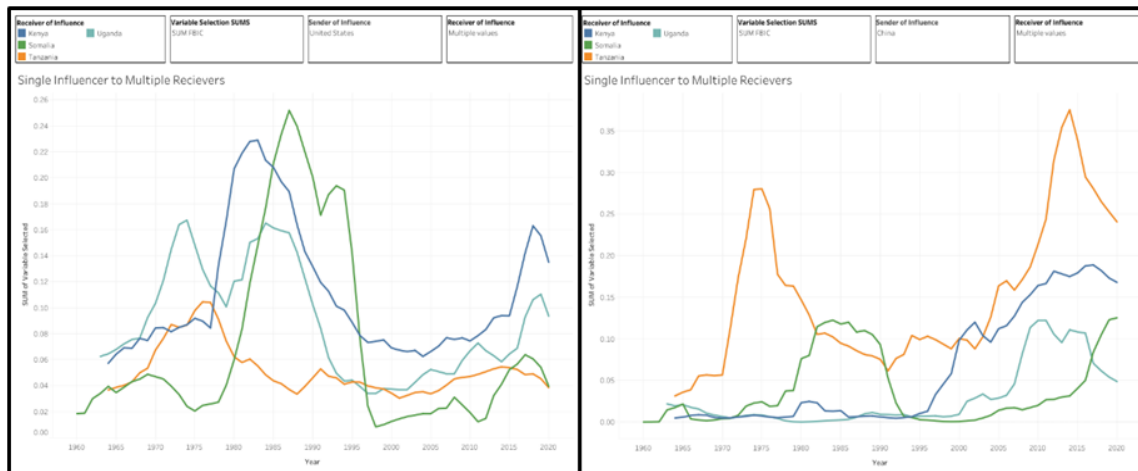 Receiver of Influence
Kenya
Uganda
Somalia
Tanzania
Variable Selection SUMS
SUM FBIC
Sender of Influence
United States
Receiver of Influence
Multiple values
Single Influencer to Multiple Recievers
SUM of Variable Selected
0.26
0.24
0.22
0.20
0.18
0.16
0.14
0.12
0.10
0.08
0.06
0.04
0.02
0.00
1960 1965 1970 1975 1980 1985 1990 1995 2000 2005 2010 2015 2020
Year
Receiver of Influence
Kenya
Uganda
Somalia
Tanzania
Variable Selection SUMS
SUM FBIC
Sender of Influence
China
Receiver of Influence
Multiple values
Single Influencer to Multiple Recievers
SUM of Variable Selected
0.35
0.30
0.25
0.20
0.15
0.10
0.05
0.00
1960 1965 1970 1975 1980 1985 1990 1995 2000 2005 2010 2015 2020
Year